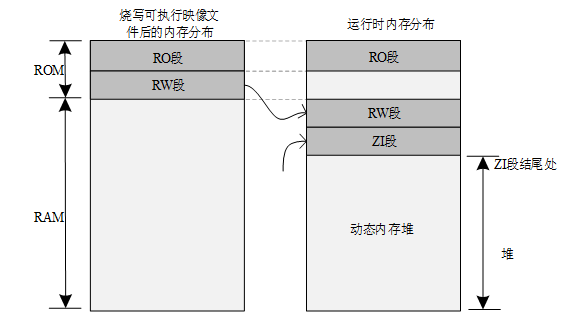 烧写可执行映像文
件后的内存分布
运行时内存分布
ROM
RO段
RO段
RW段
RW段
ZI段
ZI段结尾处
RAM
动态内存堆
堆